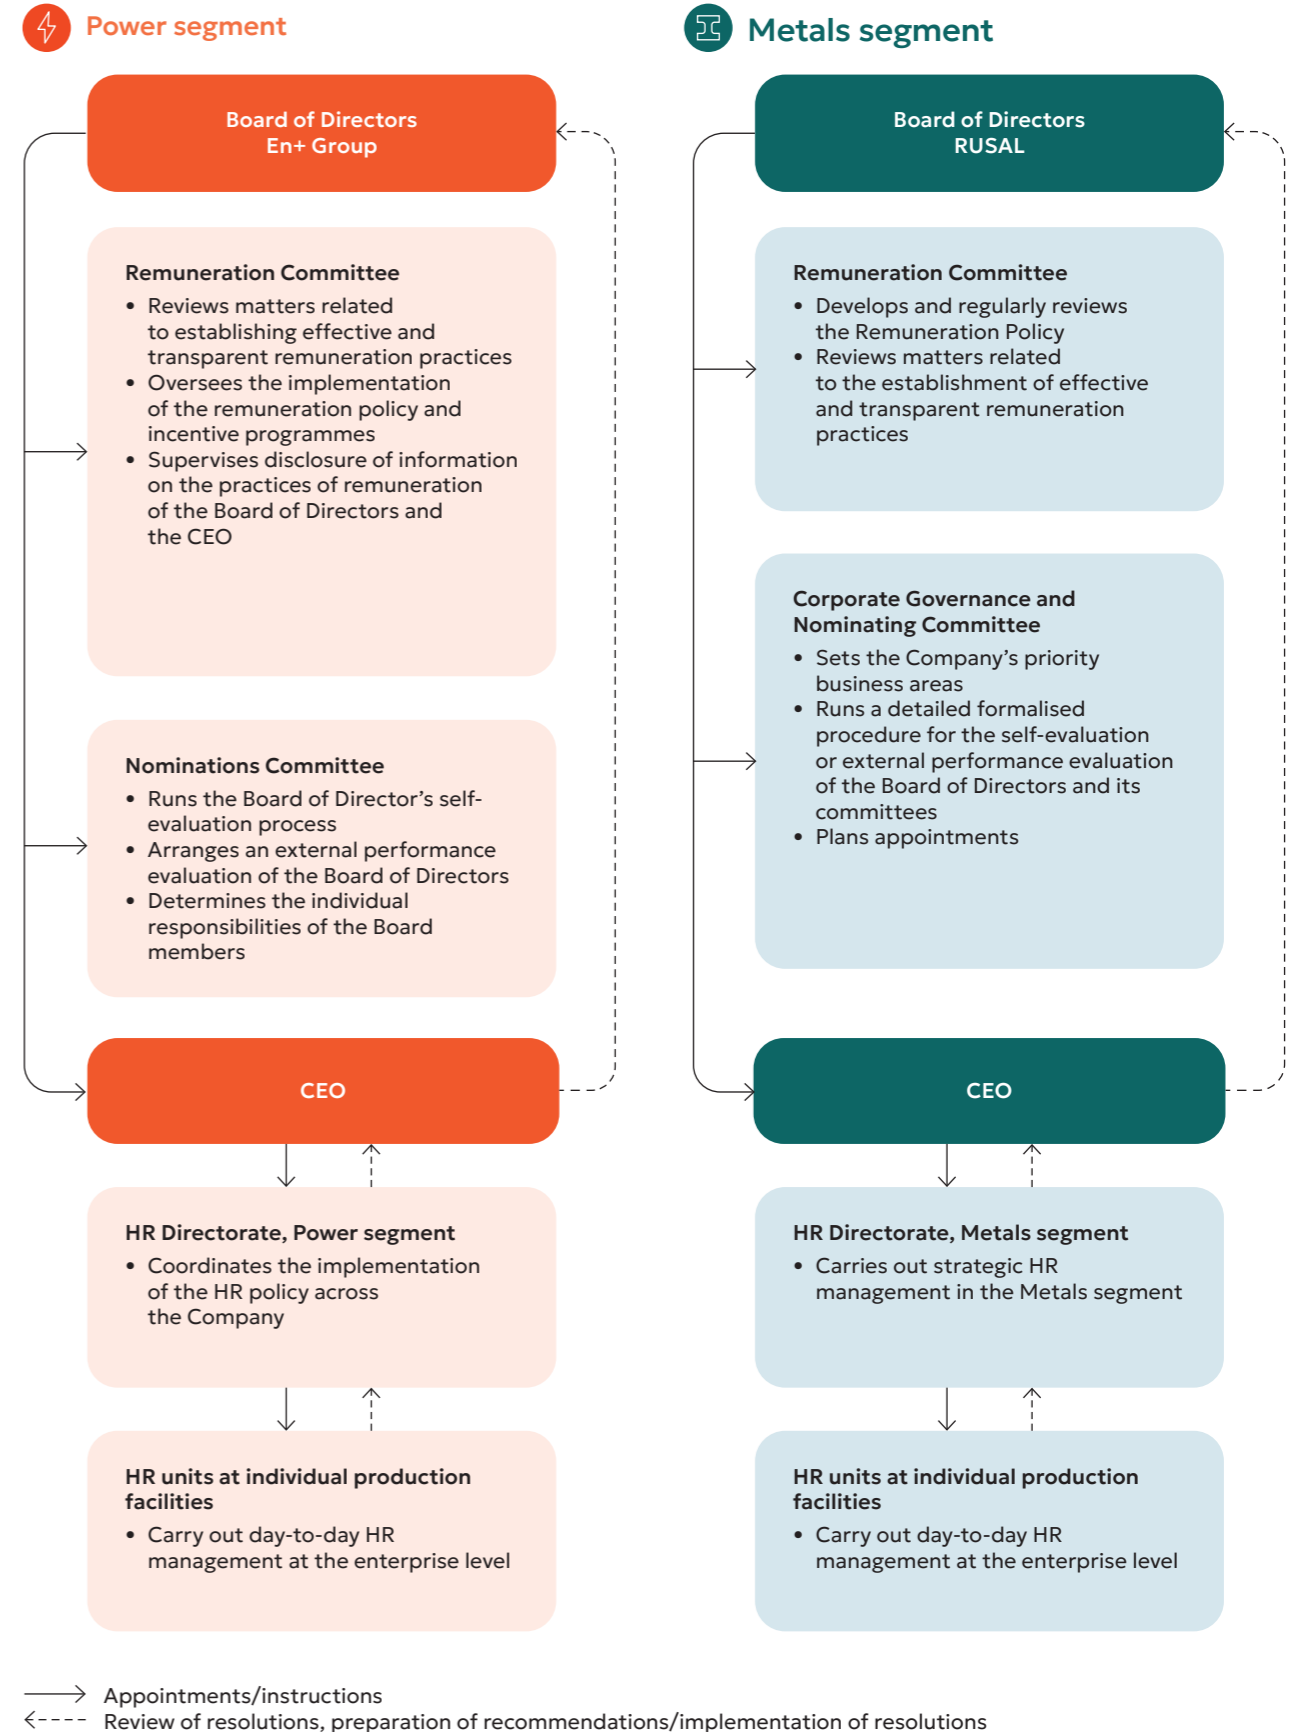 Power segment
Board of Directors
En+ Group
Remuneration Committee
• Reviews matters related
to establishing effective and
transparent remuneration practices
• Oversees the implementation
of the remuneration policy and
incentive programmes
• Supervises disclosure of information
on the practices of remuneration
of the Board of Directors and
the CEO
Nominations Committee
• Runs the Board of Director’s self-
evaluation process
• Arranges an external performance
evaluation of the Board of Directors
• Determines the individual
responsibilities of the Board
members
CEO
HR Directorate, Power segment
• Coordinates the implementation
of the HR policy across
the Company
HR units at individual production
facilities
• Carry out day-to-day HR
management at the enterprise level
Metals segment
Board of Directors
RUSAL
Remuneration Committee
• Develops and regularly reviews
the Remuneration Policy
• Reviews matters related
to the establishment of effective
and transparent remuneration
practices
Corporate Governance and
Nominating Committee
• Sets the Company’s priority
business areas
• Runs a detailed formalised
procedure for the self-evaluation
or external performance evaluation
of the Board of Directors and its
committees
• Plans appointments
CEO
HR Directorate, Metals segment
• Carries out strategic HR
management in the Metals segment
HR units at individual production
facilities
• Carry out day-to-day HR
management at the enterprise level
Appointments/instructions
Review of resolutions, preparation of recommendations/implementation of resolutions